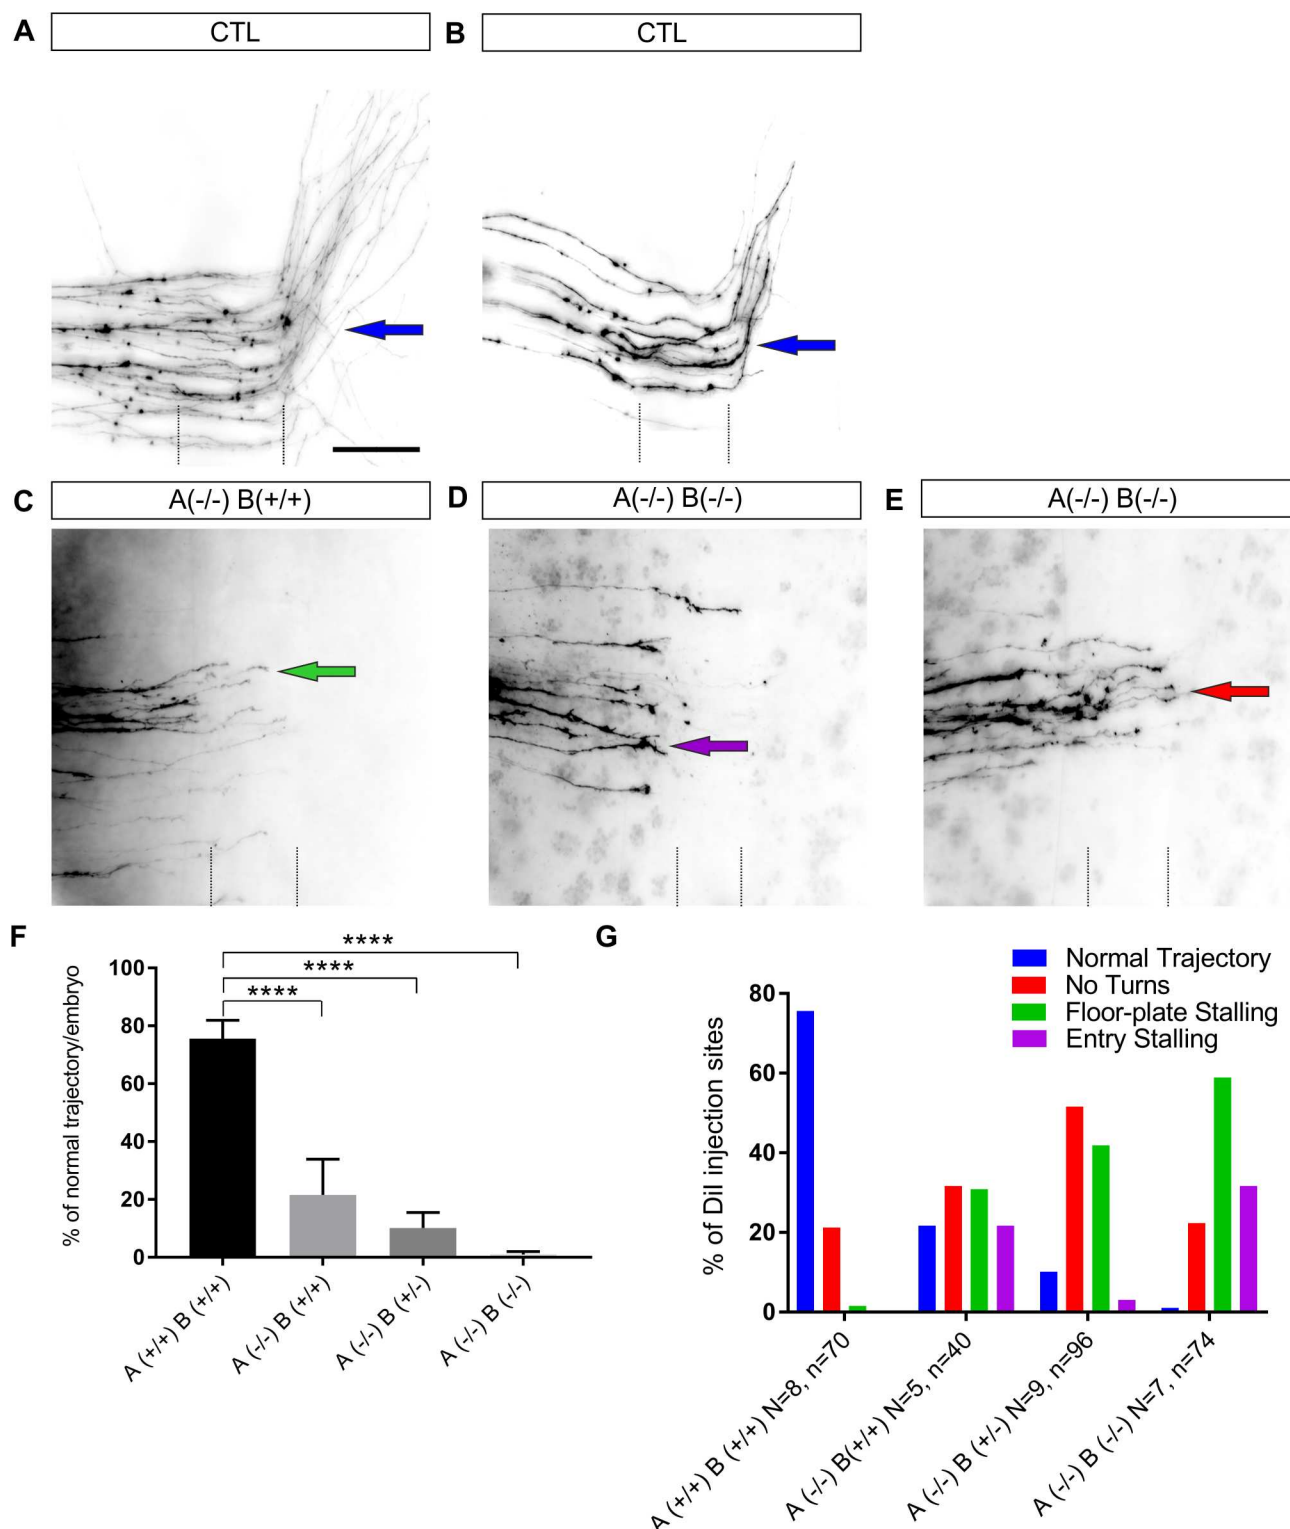 A
CTL
B
CTL
C
A(-/-) B(+/+)
D
A(-/-) B(-/-)
E
A(-/-) B(-/-)
F
% of normal trajectory/embryo
100
80
60
40
20
0
****
****
****
A (+/+) B (+/+)
A (-/-) B (+/+)
A (-/-) B (+/-)
A (-/-) B (-/-)
G
% of DiI injection sites
80
60
40
20
0
Normal Trajectory
No Turns
Floor-plate Stalling
Entry Stalling
A (+/+) B (+/+) N=8, n=70
A (-/-) B(+/+) N=5, n=40
A (-/-) B (+/-) N=9, n=96
A (-/-) B (-/-) N=7, n=74